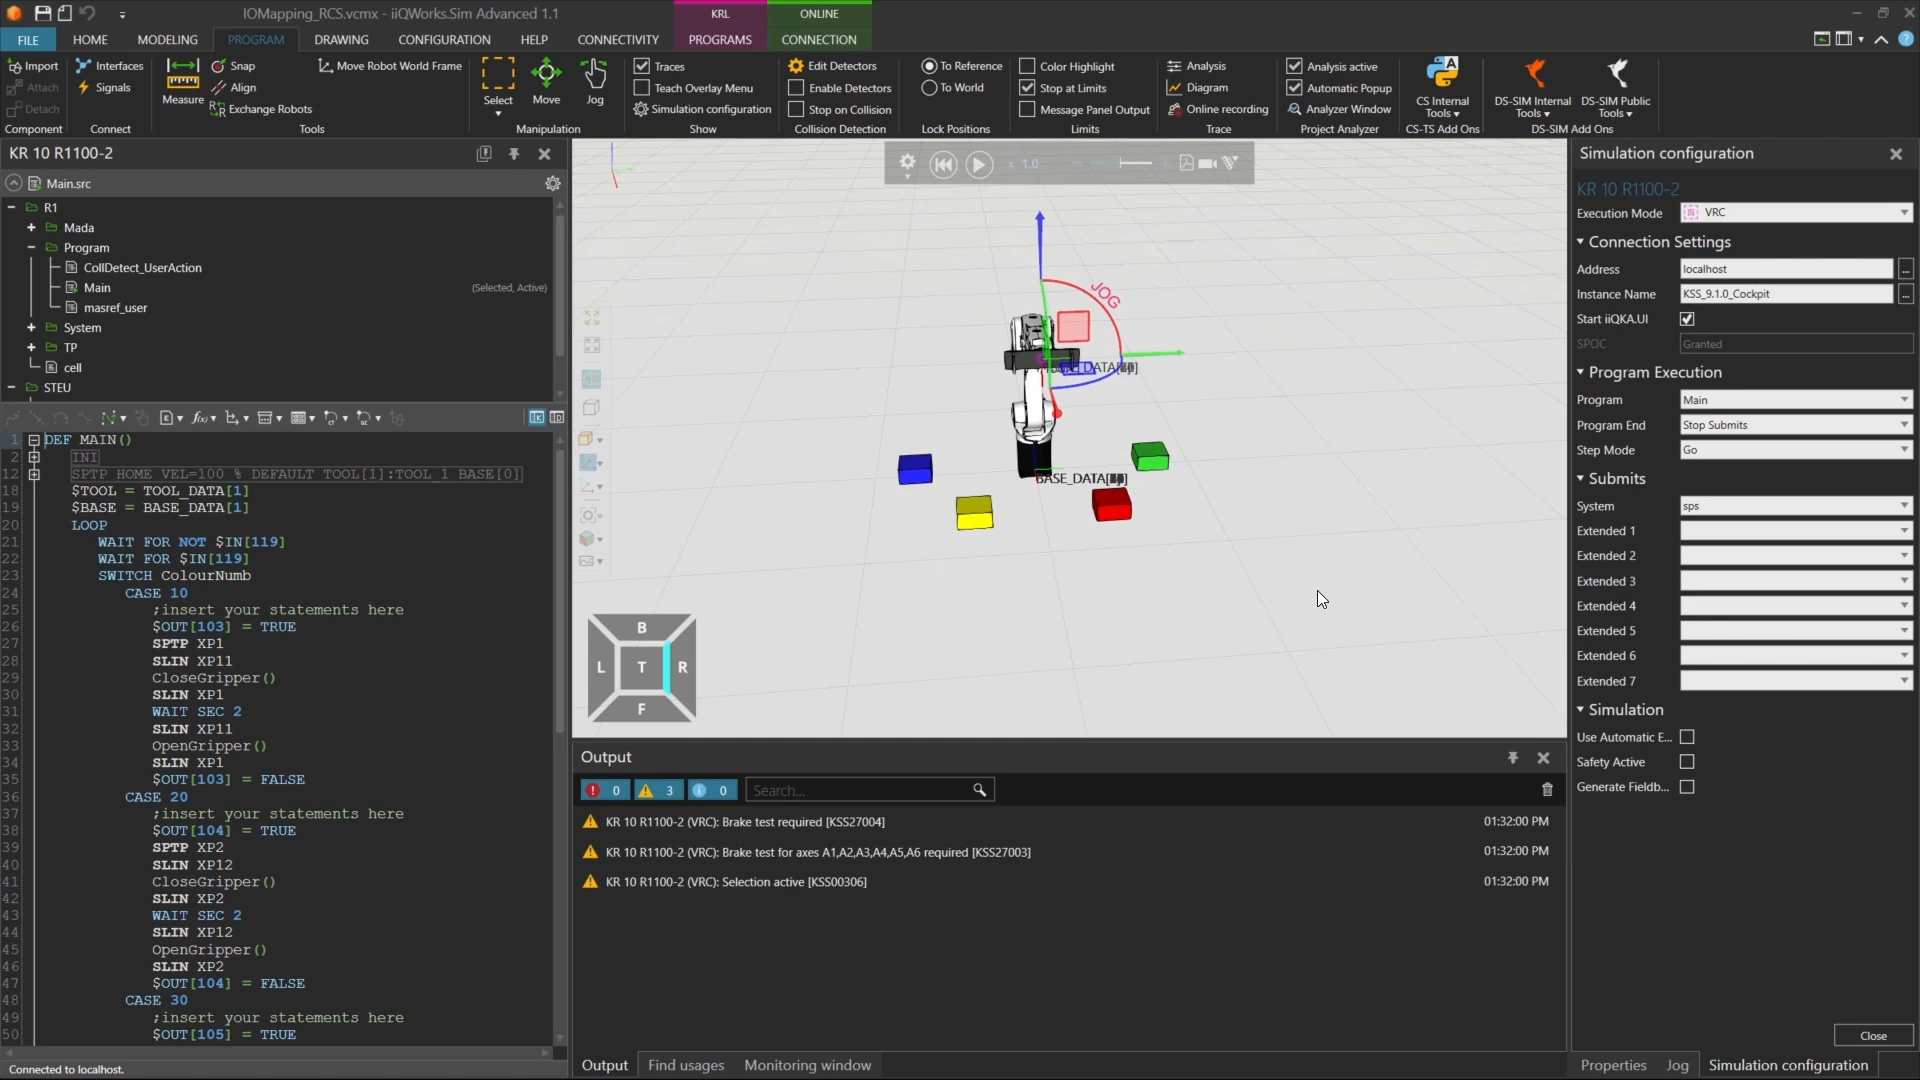 IOMapping_RCS.vcmx - iiQWorks.Sim Advanced 1.1
KRL
ONLINE
FILE HOME MODELING PROGRAM DRAWING CONFIGURATION HELP CONNECTIVITY PROGRAMS CONNECTION
Import
Attach
Detach
Component
Interfaces
Signals
Connect
Measure
Snap
Align
Exchange Robots
Move Robot World Frame
Tools
Select
Move
Jog
Manipulation
Traces
Teach Overlay Menu
Simulation configuration
Show
Edit Detectors
Enable Detectors
Stop on Collision
Collision Detection
To Reference
To World
Lock Positions
Color Highlight
Stop at Limits
Message Panel Output
Limits
Analysis
Diagram
Online recording
Trace
Analysis active
Automatic Popup
Analyzer Window
Project Analyzer
CS Internal
Tools
CS-TS Add Ons
DS-SIM Internal
Tools
DS-SIM Public
Tools
DS-SIM Add Ons
KR 10 R1100-2
Main.src
R1
Mada
Program
CollDetect_UserAction
Main (Selected, Active)
masref_user
System
TP
cell
STEU
1 DEF MAIN()
2 INI
12 SPTP HOME VEL=100 % DEFAULT TOOL[1]:TOOL_1 BASE[0]
18 $TOOL = TOOL_DATA[1]
19 $BASE = BASE_DATA[1]
20 LOOP
21 WAIT FOR NOT $IN[119]
22 WAIT FOR $IN[119]
23 SWITCH ColourNumb
24 CASE 10
25 ;insert your statements here
26 $OUT[103] = TRUE
27 SPTP XP1
28 SLIN XP11
29 CloseGripper()
30 SLIN XP1
31 WAIT SEC 2
32 SLIN XP11
33 OpenGripper()
34 SLIN XP1
35 $OUT[103] = FALSE
36 CASE 20
37 ;insert your statements here
38 $OUT[104] = TRUE
39 SPTP XP2
40 SLIN XP12
41 CloseGripper()
42 SLIN XP2
43 WAIT SEC 2
44 SLIN XP12
45 OpenGripper()
46 SLIN XP2
47 $OUT[104] = FALSE
48 CASE 30
49 ;insert your statements here
50 $OUT[105] = TRUE
Connected to localhost.
x 1.0
JOG
B
L T R
F
Output
0 3 0 Search...
KR 10 R1100-2 (VRC): Brake test required [KSS27004] 01:32:00 PM
KR 10 R1100-2 (VRC): Brake test for axes A1,A2,A3,A4,A5,A6 required [KSS27003] 01:32:00 PM
KR 10 R1100-2 (VRC): Selection active [KSS00306] 01:32:00 PM
Output Find usages Monitoring window
Simulation configuration
KR 10 R1100-2
Execution Mode VRC
Connection Settings
Address localhost ...
Instance Name KSS_9.1.0_Cockpit ...
Start iiQKA.UI
SPOC Granted
Program Execution
Program Main
Program End Stop Submits
Step Mode Go
Submits
System sps
Extended 1
Extended 2
Extended 3
Extended 4
Extended 5
Extended 6
Extended 7
Simulation
Use Automatic E...
Safety Active
Generate Fieldb...
Close
Properties Jog Simulation configuration